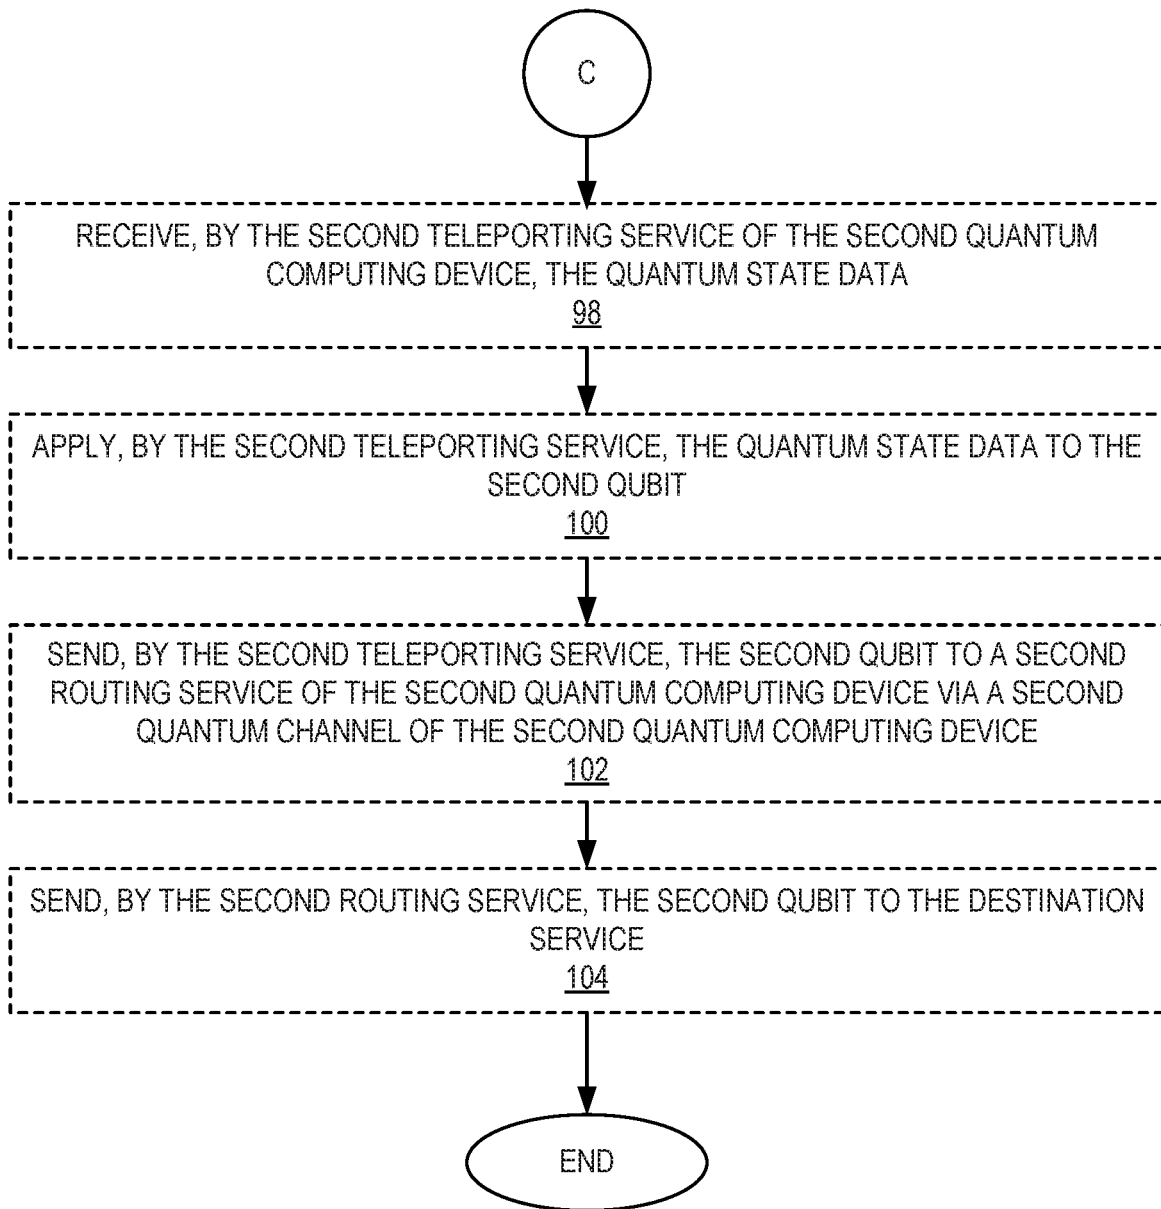 C
RECEIVE, BY THE SECOND TELEPORTING SERVICE OF THE SECOND QUANTUM
COMPUTING DEVICE, THE QUANTUM STATE DATA
98
APPLY, BY THE SECOND TELEPORTING SERVICE, THE QUANTUM STATE DATA TO THE
SECOND QUBIT
100
SEND, BY THE SECOND TELEPORTING SERVICE, THE SECOND QUBIT TO A SECOND
ROUTING SERVICE OF THE SECOND QUANTUM COMPUTING DEVICE VIA A SECOND
QUANTUM CHANNEL OF THE SECOND QUANTUM COMPUTING DEVICE
102
SEND, BY THE SECOND ROUTING SERVICE, THE SECOND QUBIT TO THE DESTINATION
SERVICE
104
END